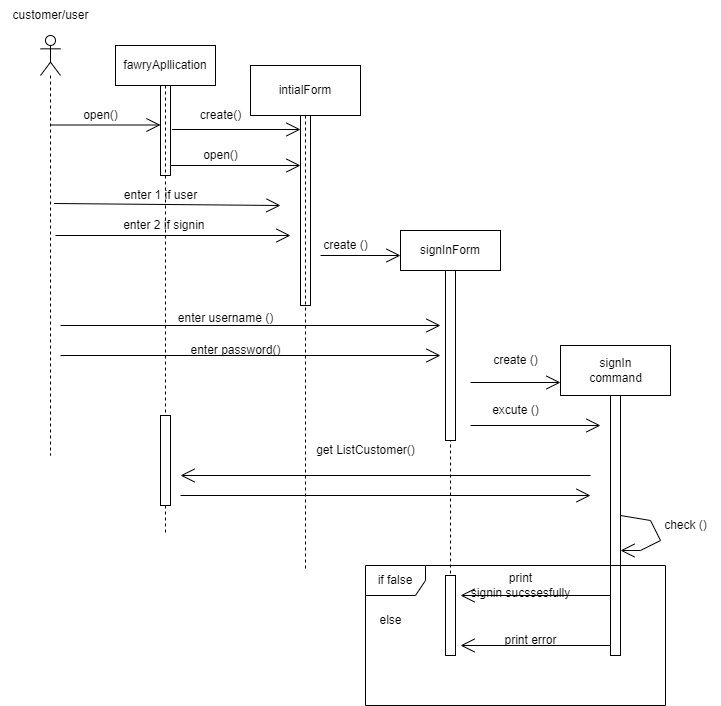 customer/user
fawryApllication
intialForm
open()
create()
open()
enter 1 if user
enter 2 if signin
create ()
signInForm
enter username ()
enter password()
create ()
signIn
command
excute ()
get ListCustomer()
check ()
if false
print
signin sucssesfully
else
print error